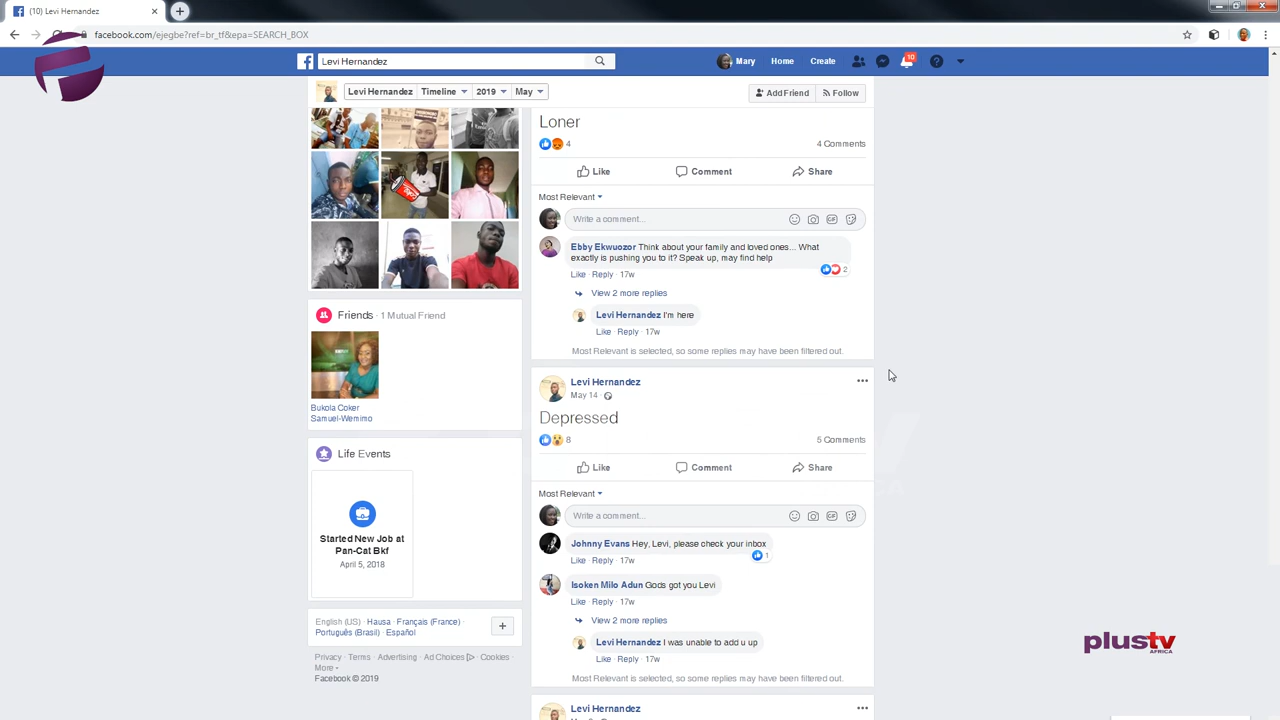 (10) Levi Hernandez
facebook.com/ejegbe?ref=br_tf&epa=SEARCH_BOX
Levi Hernandez
Mary Home Create 10
Levi Hernandez Timeline 2019 May
Add Friend Follow
Loner
4
4 Comments
Like Comment Share
Most Relevant
Write a comment...
GIF
Ebby Ekwuozor Think about your family and loved ones... What
exactly is pushing you to it? Speak up, may find help
2
Like · Reply · 17w
View 2 more replies
Levi Hernandez I'm here
Like · Reply · 17w
Most Relevant is selected, so some replies may have been filtered out.
Friends · 1 Mutual Friend
Bukola Coker
Samuel-Wemimo
Life Events
Started New Job at
Pan-Cat Bkf
April 5, 2018
English (US) · Hausa · Français (France) ·
Português (Brasil) · Español
Privacy · Terms · Advertising · Ad Choices · Cookies ·
More
Facebook © 2019
Levi Hernandez
May 14 ·
Depressed
8
5 Comments
Like Comment Share
Most Relevant
Write a comment...
GIF
Johnny Evans Hey, Levi, please check your inbox
1
Like · Reply · 17w
Isoken Milo Adun Gods got you Levi
Like · Reply · 17w
View 2 more replies
Levi Hernandez I was unable to add u up
Like · Reply · 17w
Most Relevant is selected, so some replies may have been filtered out.
Levi Hernandez
plustv
AFRICA